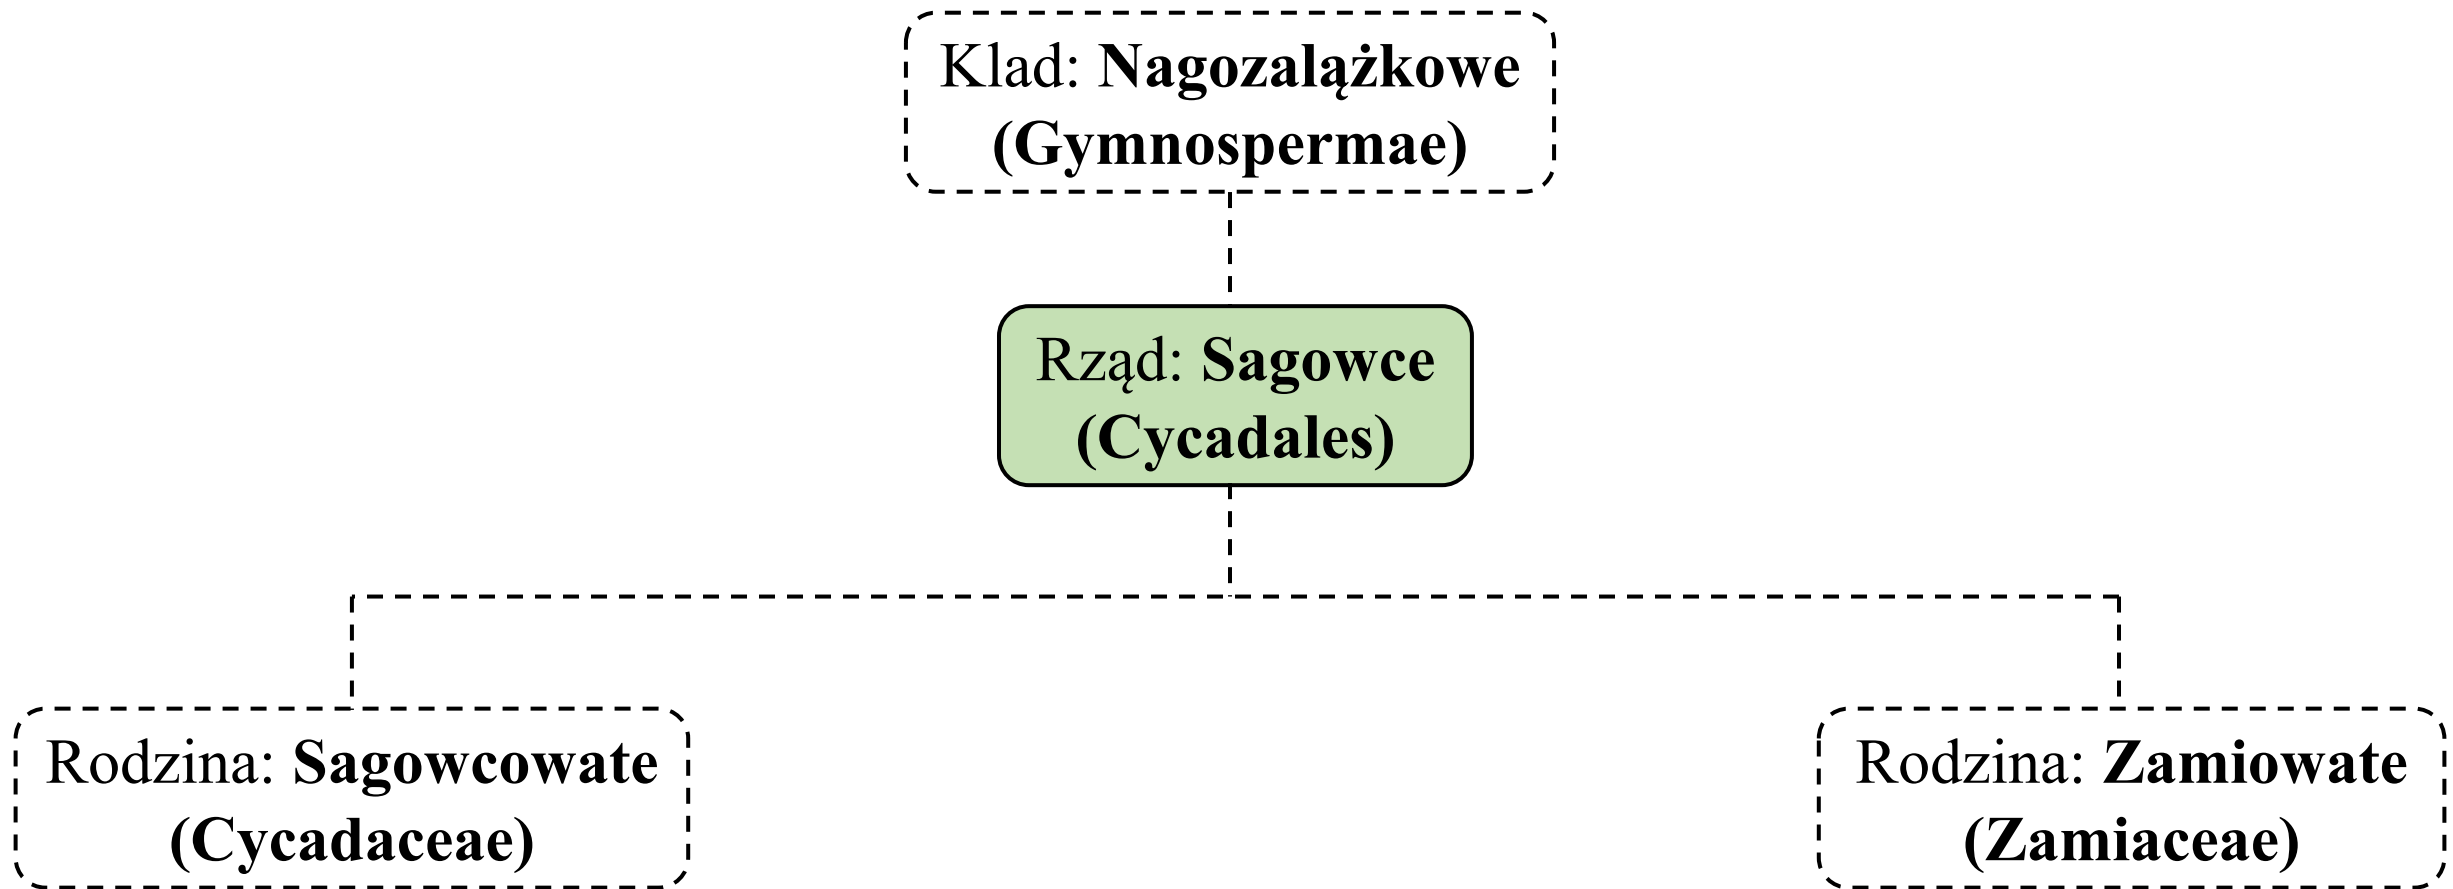 Klad: Nagozalążkowe
(Gymnospermae)
Rząd: Sagowce
(Cycadales)
Rodzina: Sagowcowate
(Cycadaceae)
Rodzina: Zamiowate
(Zamiaceae)